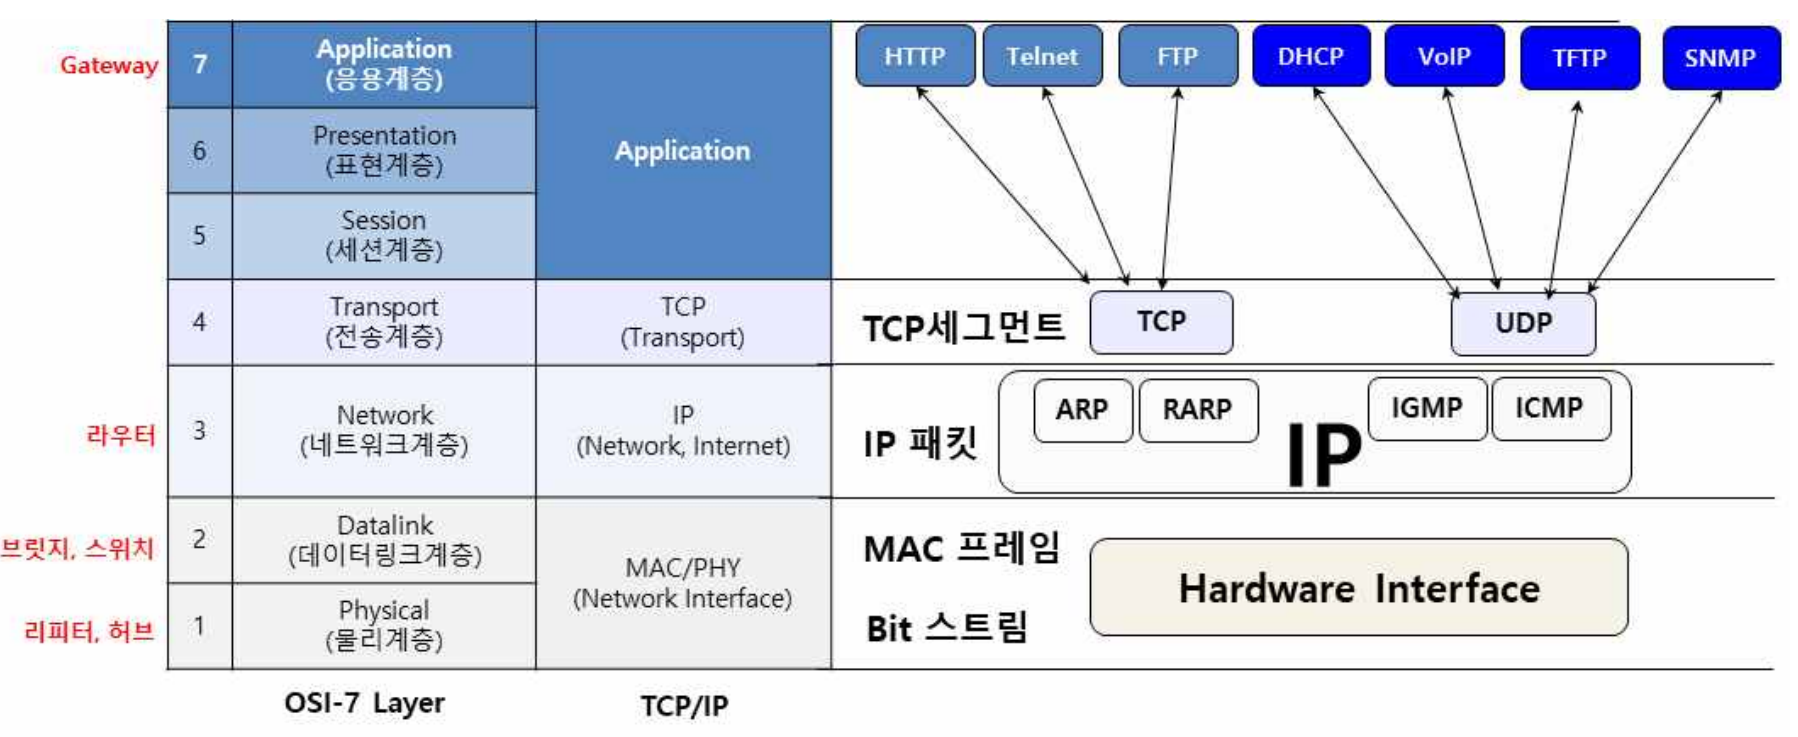 Gateway
7
Application
(응용계층)
HTTP
Telnet
FTP
DHCP
VoIP
TFTP
SNMP
6
Presentation
(표현계층)
Application
5
Session
(세션계층)
4
Transport
(전송계층)
TCP
(Transport)
TCP세그먼트
TCP
UDP
라우터
3
Network
(네트워크계층)
IP
(Network, Internet)
IP 패킷
ARP
RARP
IP
IGMP
ICMP
브릿지, 스위치
2
Datalink
(데이터링크계층)
MAC/PHY
(Network Interface)
MAC 프레임
Hardware Interface
리피터, 허브
1
Physical
(물리계층)
Bit 스트림
OSI-7 Layer
TCP/IP